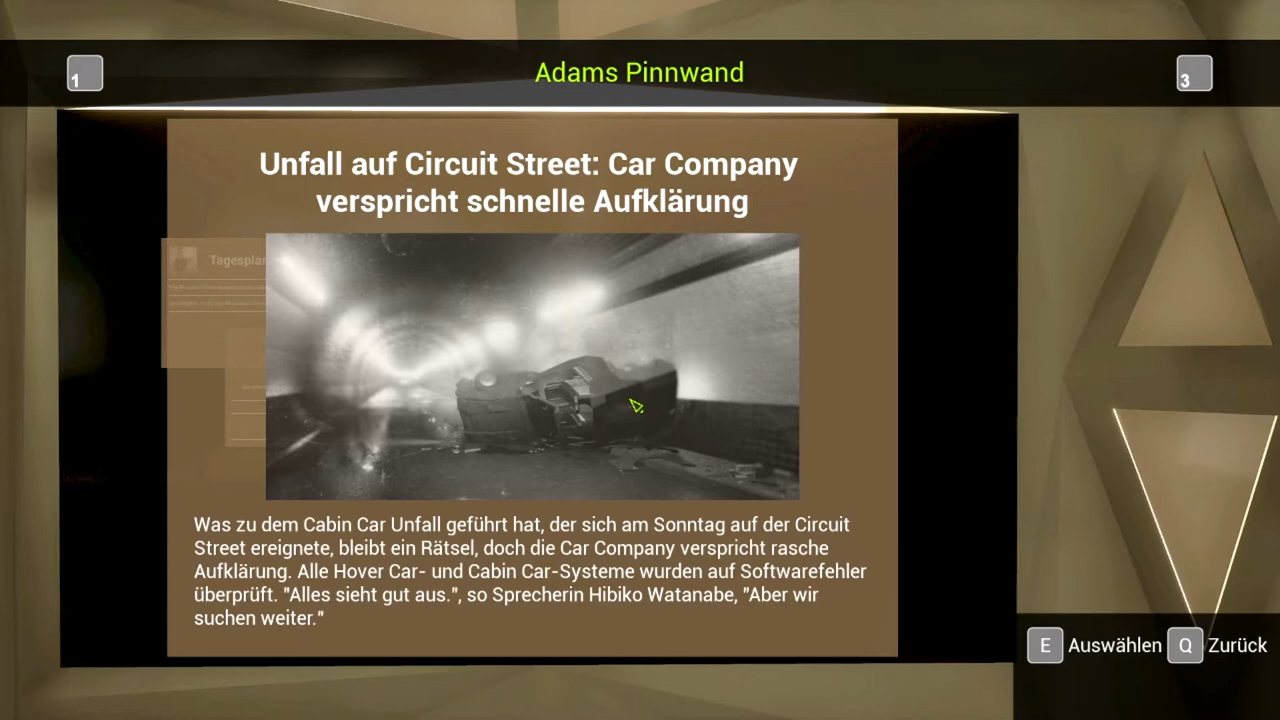 1
Adams Pinnwand
3
Unfall auf Circuit Street: Car Company
verspricht schnelle Aufklärung
Tagesplan
Was zu dem Cabin Car Unfall geführt hat, der sich am Sonntag auf der Circuit
Street ereignete, bleibt ein Rätsel, doch die Car Company verspricht rasche
Aufklärung. Alle Hover Car- und Cabin Car-Systeme wurden auf Softwarefehler
überprüft. "Alles sieht gut aus.", so Sprecherin Hibiko Watanabe, "Aber wir
suchen weiter."
E Auswählen Q Zurück